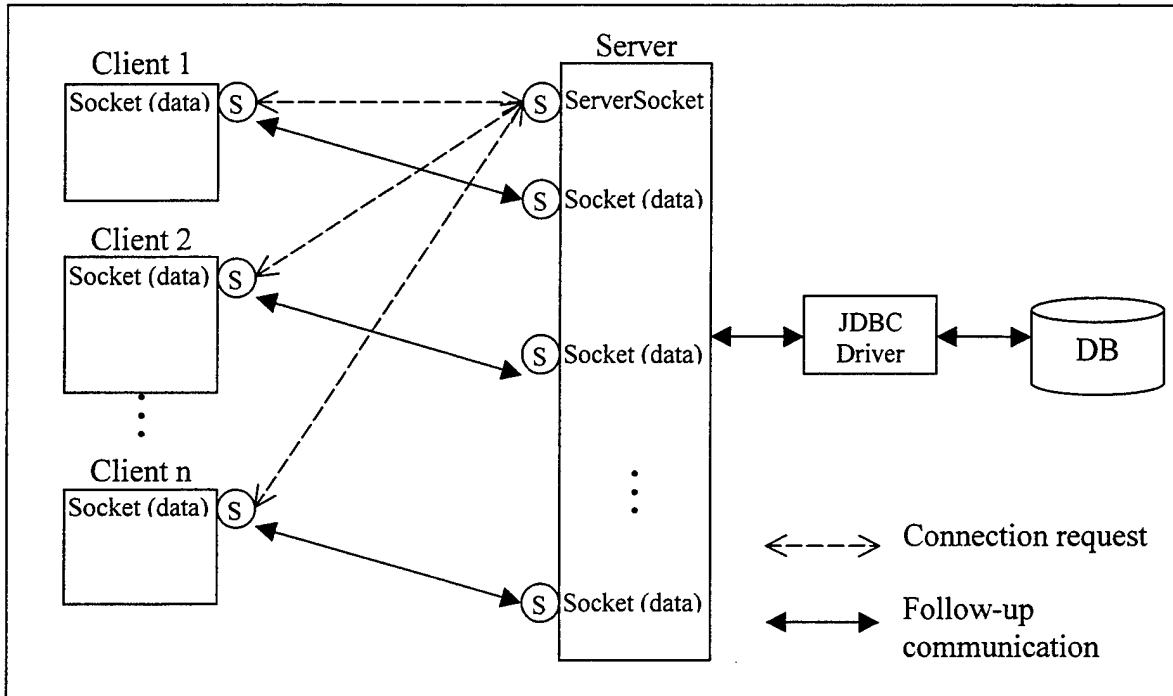 Server
Client 1
Socket (data)
S
S
ServerSocket
S
Socket (data)
Client 2
Socket (data)
S
S
Socket (data)
JDBC
Driver
DB
Client n
Socket (data)
S
S
Socket (data)
Connection request
Follow-up
communication